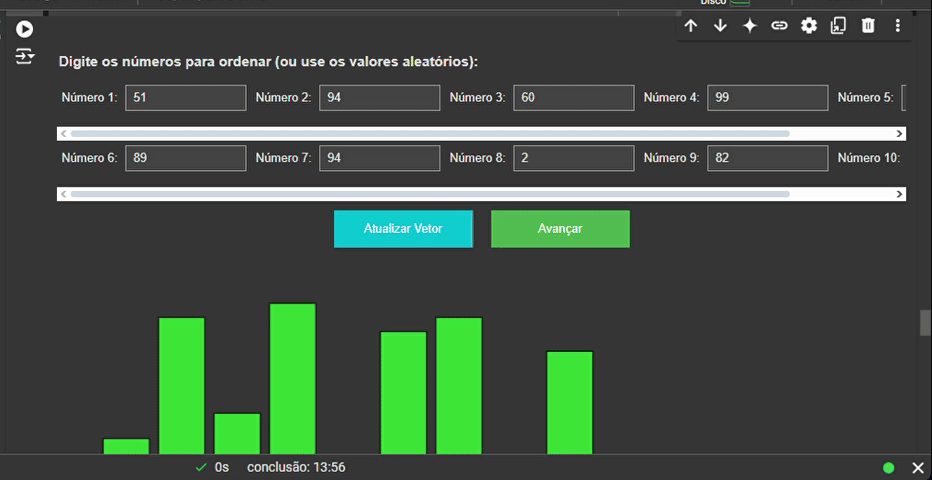 Disco
Digite os números para ordenar (ou use os valores aleatórios):
Número 1: 51 Número 2: 94 Número 3: 60 Número 4: 99 Número 5:
Número 6: 89 Número 7: 94 Número 8: 2 Número 9: 82 Número 10:
Atualizar Vetor Avançar
0s conclusão: 13:56